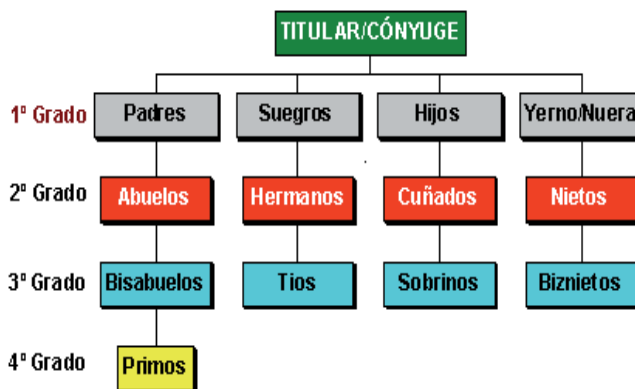 TITULAR/CÓNYUGE
1º Grado Padres Suegros Hijos Yerno/Nuera
2º Grado Abuelos Hermanos Cuñados Nietos
3º Grado Bisabuelos Tios Sobrinos Biznietos
4º Grado Primos